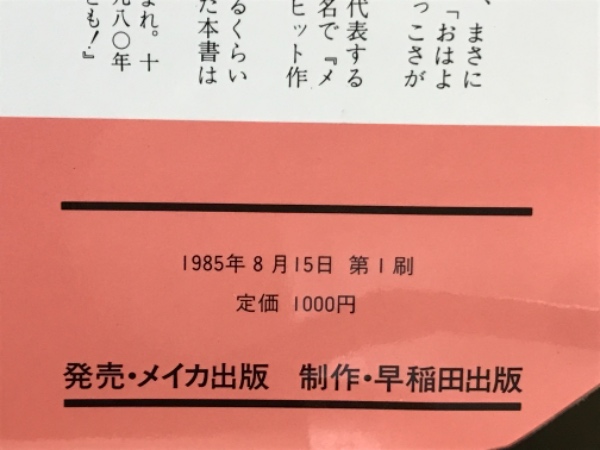 、まさに
「おはよ
っこさが
代表する
名で『メ
ヒット作
るくらい
た本書は
まれ。十
九八〇年
とも!』
1985年8月15日 第1刷
定価 1000円
発売・メイカ出版 制作・早稲田出版